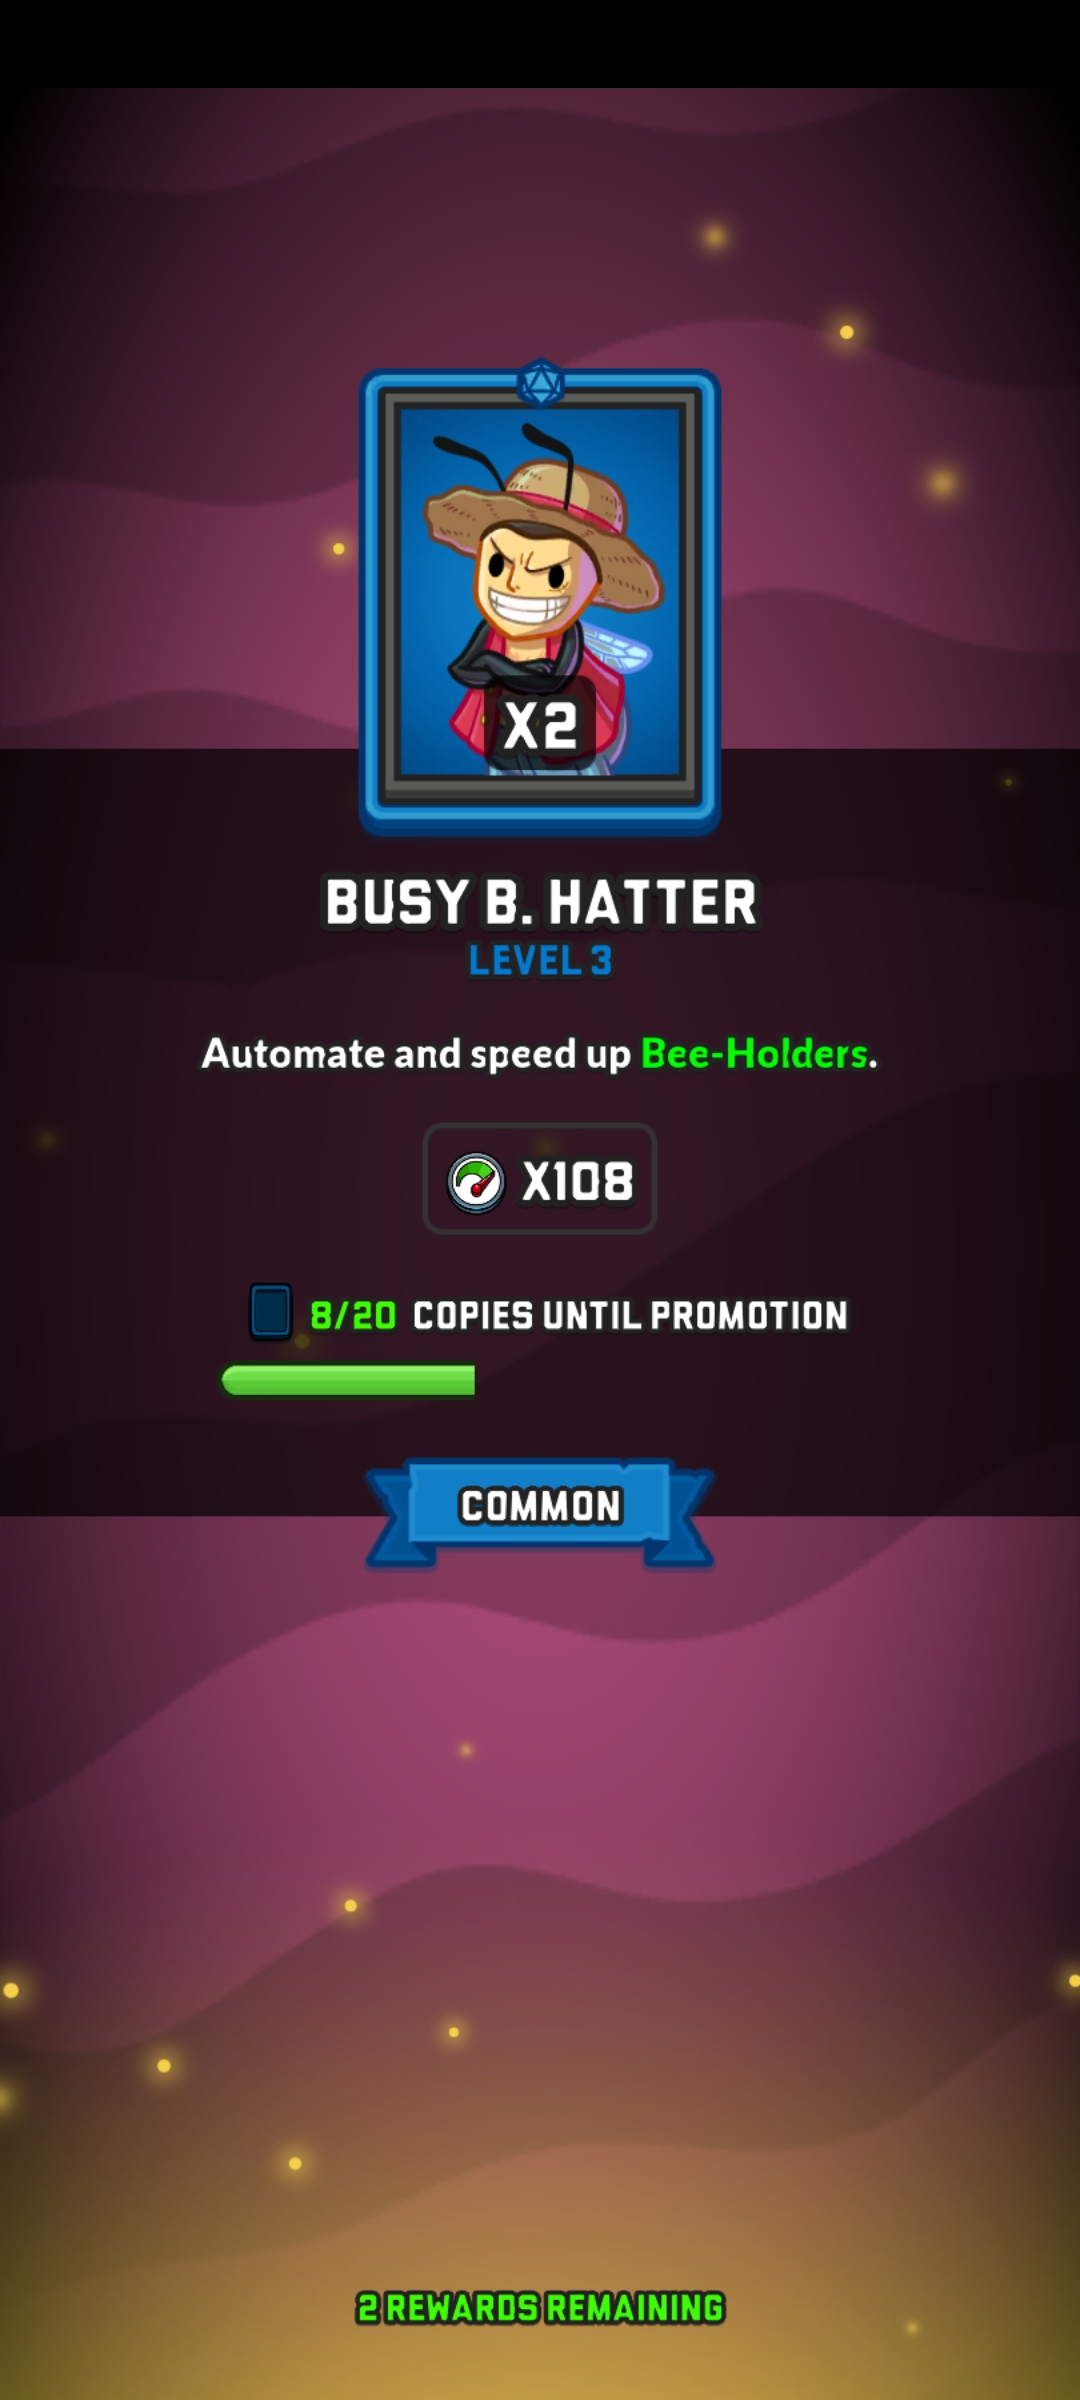 X2
BUSY B. HATTER
LEVEL 3
Automate and speed up Bee-Holders.
X108
8/20 COPIES UNTIL PROMOTION
COMMON
2 REWARDS REMAINING